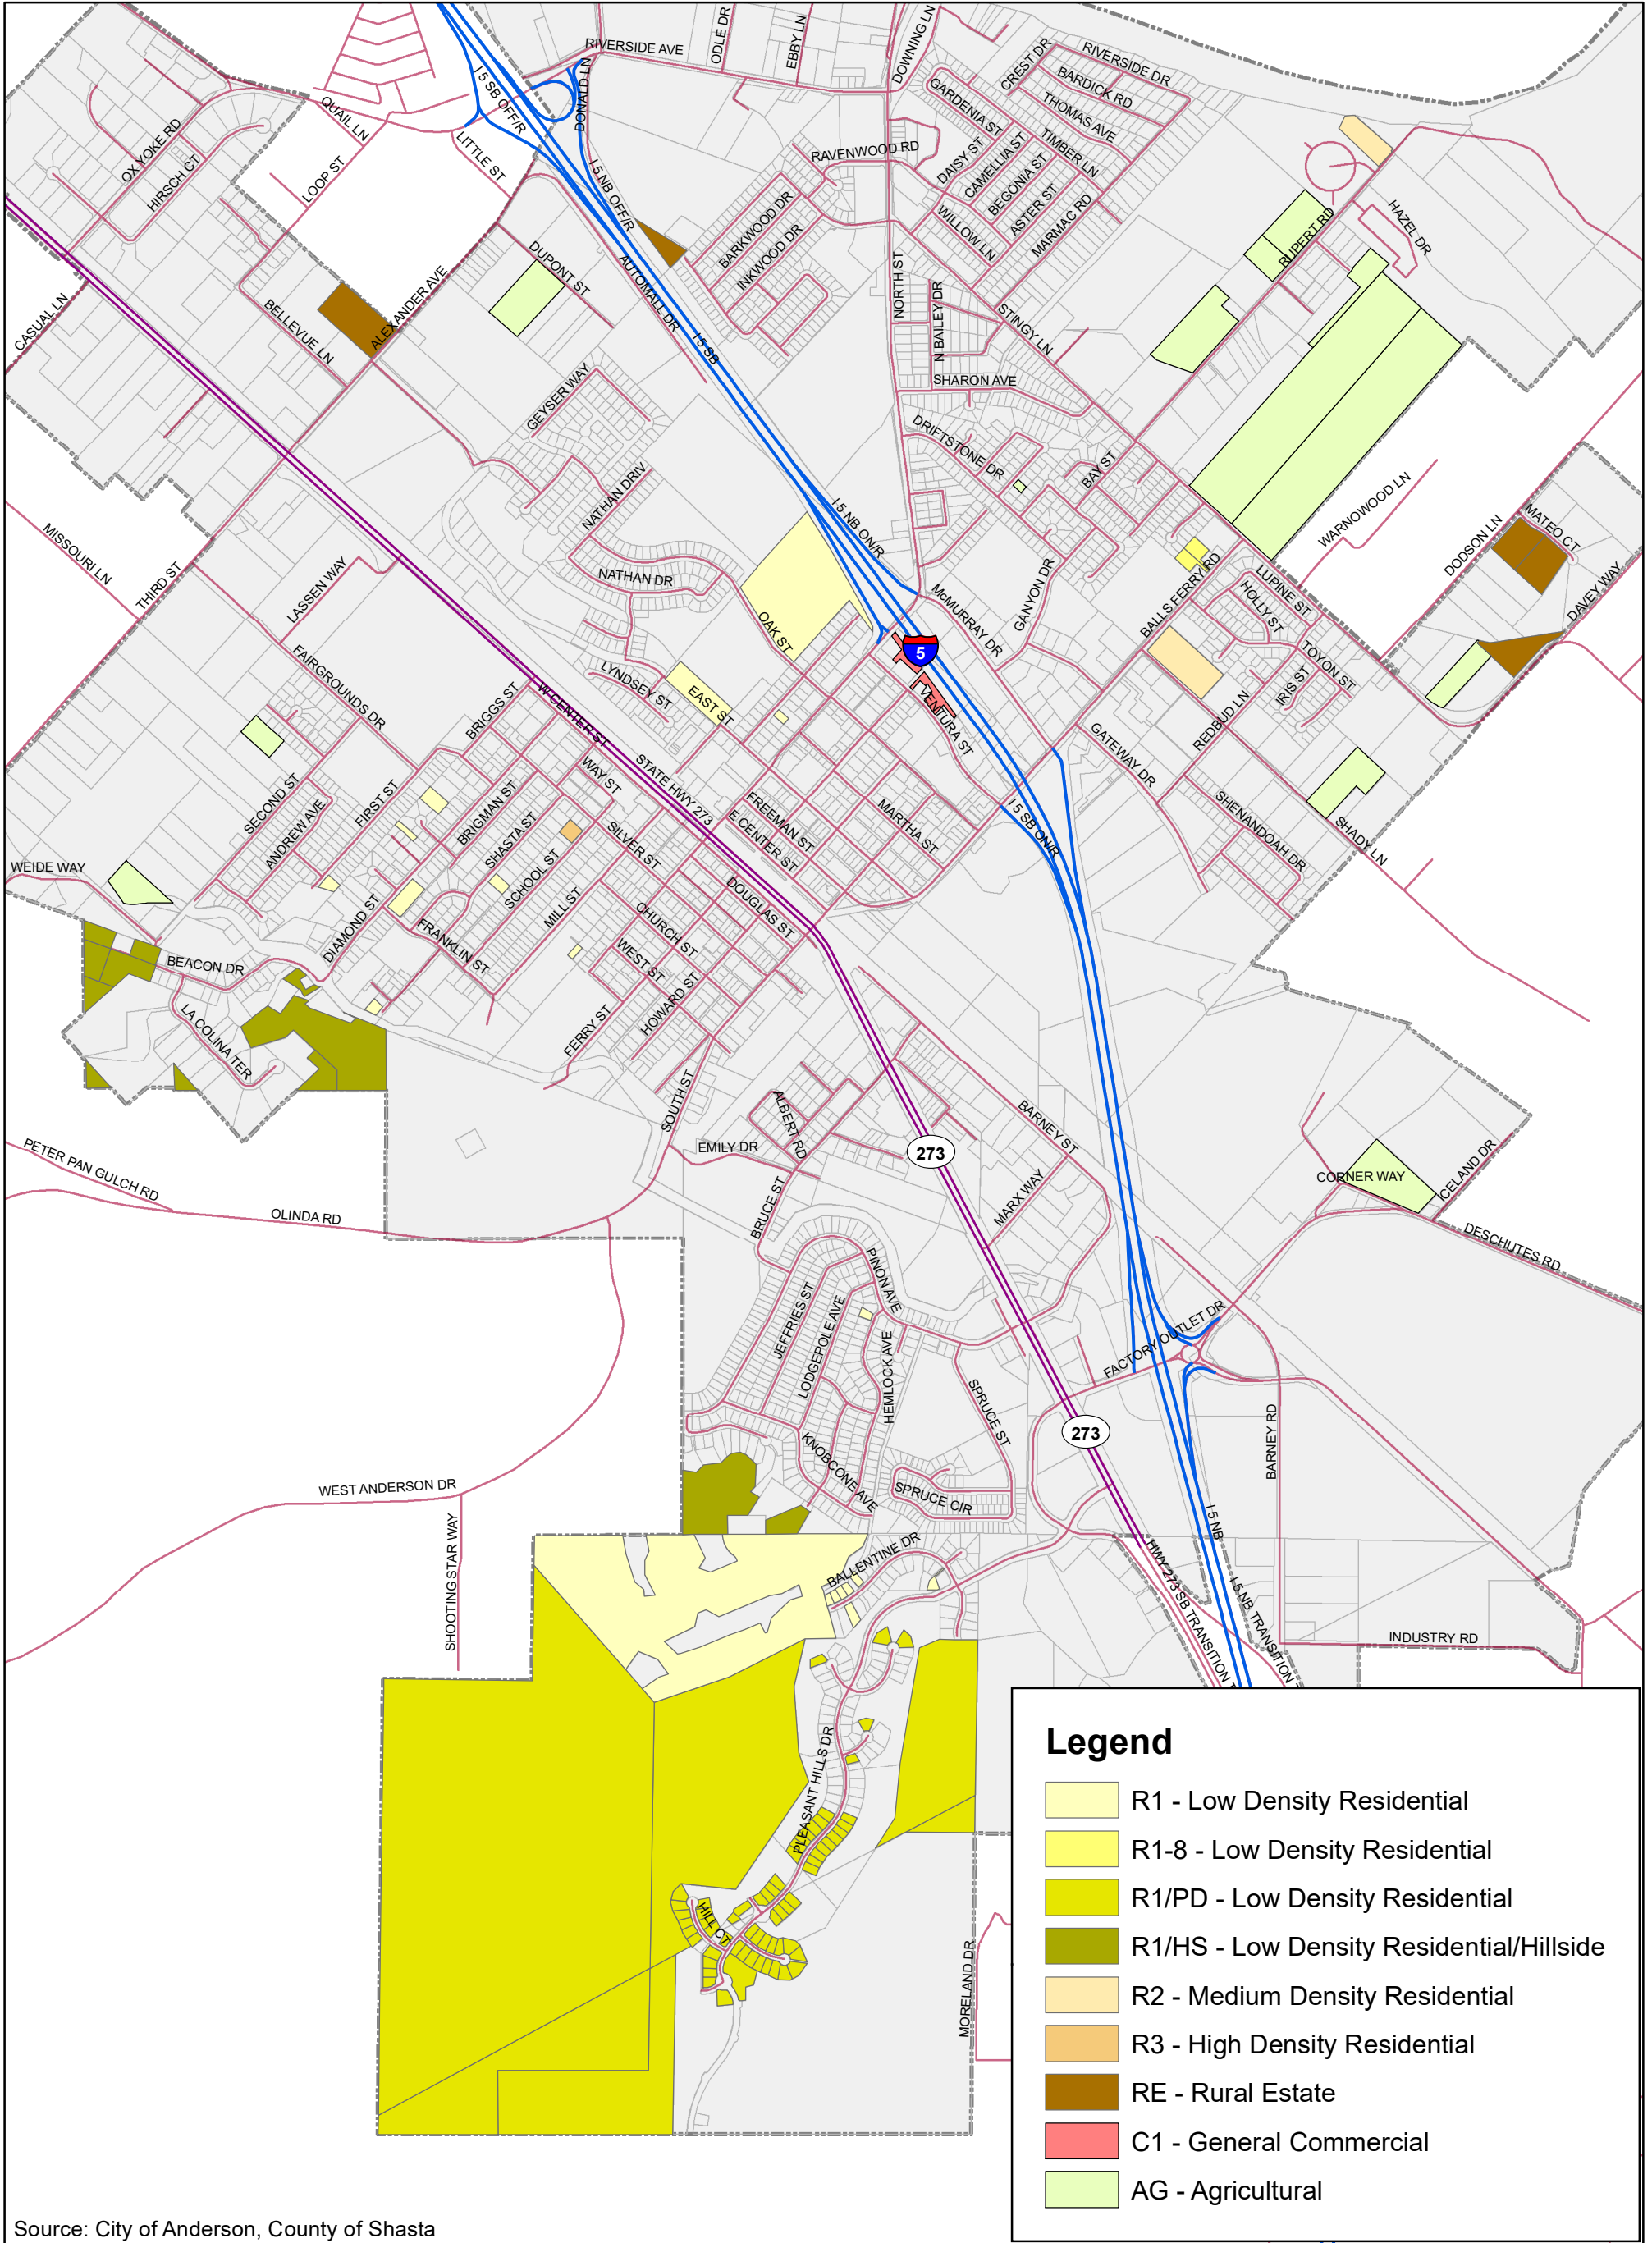 RIVERSIDE AVE
ODLE DR
EBBY LN
DOWNING LN
CREST DR
RIVERSIDE DR
BARDICK RD
THOMAS AVE
GARDENIA ST
TIMBER LN
I 5 SB OFF/R
DONALD LN
QUAIL LN
LITTLE ST
OX YOKE RD
HIRSCH CT
LOOP ST
I 5 NB OFF/R
RAVENWOOD RD
DAISY ST
CAMELLIA ST
BEGONIA ST
ASTER ST
MARMAC RD
WILLOW LN
BARKWOOD DR
INKWOOD DR
HAZEL DR
RUPERT RD
DUPONT ST
AUTOMALL DR
NORTH ST
N BAILEY DR
STINGY LN
CASUAL LN
BELLEVUE LN
ALEXANDER AVE
I 5 SB
SHARON AVE
GEYSER WAY
DRIFTSTONE DR
BAY ST
NATHAN DRIV
I 5 NB ON/R
WARNOWOOD LN
MATEO CT
DODSON LN
MISSOURI LN
THIRD ST
LASSEN WAY
NATHAN DR
OAK ST
McMURRAY DR
GANYON DR
BALLS FERRY RD
LUPINE ST
HOLLY ST
DAVEY WAY
5
TOYON ST
IRIS ST
FAIRGROUNDS DR
LYNDSEY ST
EAST ST
VENTURA ST
REDBUD LN
BRIGGS ST
W CENTER ST
GATEWAY DR
WAY ST
STATE HWY 273
SECOND ST
ANDREW AVE
FIRST ST
BRIGMAN ST
SHASTA ST
SCHOOL ST
SILVER ST
FREEMAN ST
E CENTER ST
MARTHA ST
I 5 SB ON/R
SHENANDOAH DR
SHADY LN
WEIDE WAY
DIAMOND ST
FRANKLIN ST
MILL ST
CHURCH ST
DOUGLAS ST
WEST ST
HOWARD ST
FERRY ST
BEACON DR
LA COLINA TER
SOUTH ST
ALBERT RD
EMILY DR
273
BARNEY ST
MARX WAY
CORNER WAY
ICELAND DR
DESCHUTES RD
PETER PAN GULCH RD
OLINDA RD
BRUCE ST
PINON AVE
JEFFRIES ST
LODGEPOLE AVE
HEMLOCK AVE
FACTORY OUTLET DR
SPRUCE ST
273
BARNEY RD
KNOBCONE AVE
SPRUCE CIR
WEST ANDERSON DR
SHOOTING STAR WAY
BALLENTINE DR
I 5 NB
HWY 273 SB TRANSITION T
I 5 NB TRANSITION T
INDUSTRY RD
PLEASANT HILLS DR
HILL CT
MORELAND DR
Legend
R1 - Low Density Residential
R1-8 - Low Density Residential
R1/PD - Low Density Residential
R1/HS - Low Density Residential/Hillside
R2 - Medium Density Residential
R3 - High Density Residential
RE - Rural Estate
C1 - General Commercial
AG - Agricultural
Source: City of Anderson, County of Shasta